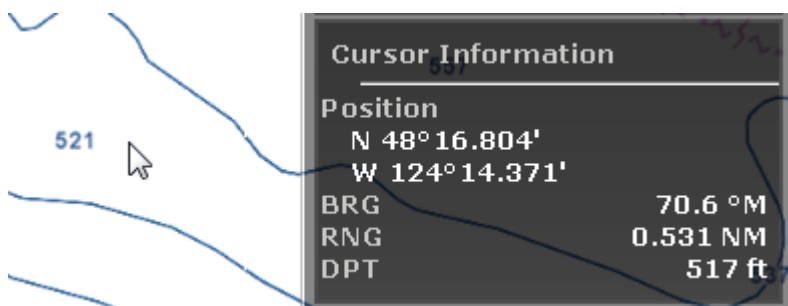 Cursor Information
557
Position
521
N 48°16.804'
W 124°14.371'
BRG 70.6 °M
RNG 0.531 NM
DPT 517 ft